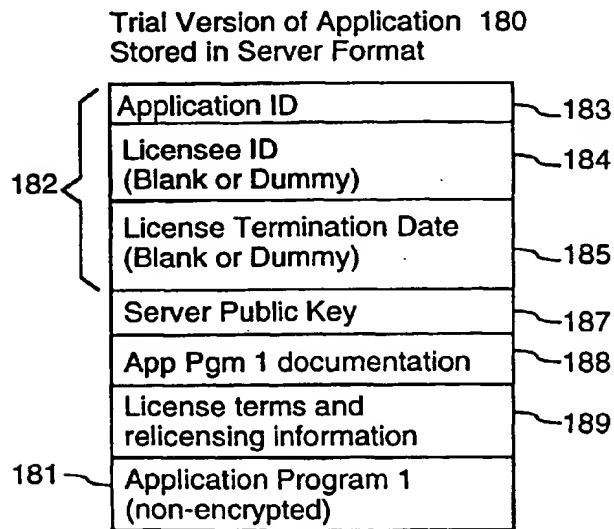 Trial Version of Application 180
Stored in Server Format
Application ID 183
Licensee ID
(Blank or Dummy) 184
182
License Termination Date
(Blank or Dummy) 185
Server Public Key 187
App Pgm 1 documentation 188
License terms and
relicensing information 189
181 Application Program 1
(non-encrypted)